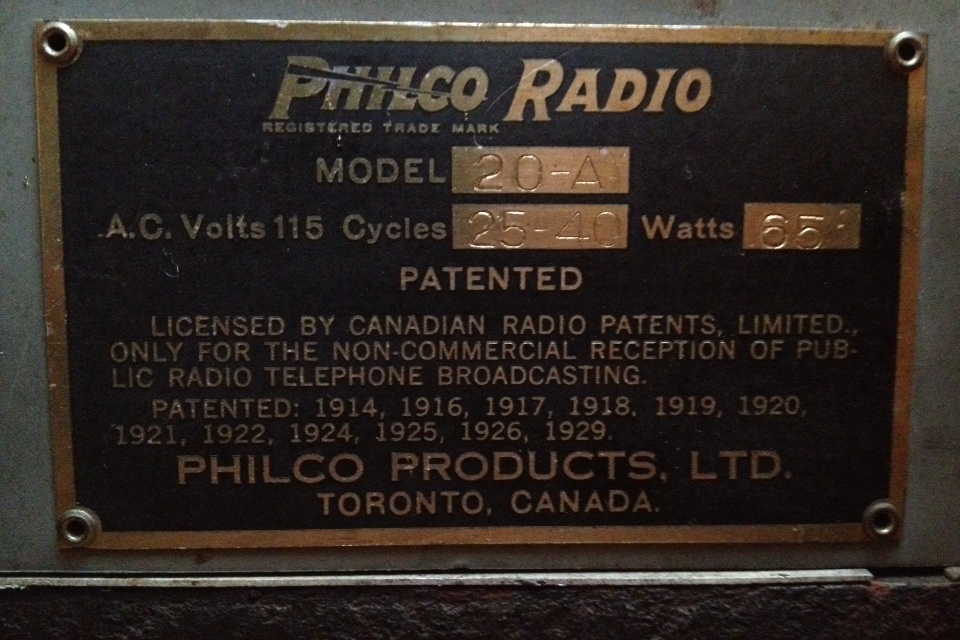 PHILCO RADIO
REGISTERED TRADE MARK
MODEL 20-A
A.C. Volts 115 Cycles 25-40 Watts 65
PATENTED
LICENSED BY CANADIAN RADIO PATENTS, LIMITED.,
ONLY FOR THE NON-COMMERCIAL RECEPTION OF PUB-
LIC RADIO TELEPHONE BROADCASTING.
PATENTED: 1914, 1916, 1917, 1918, 1919, 1920,
1921, 1922, 1924, 1925, 1926, 1929.
PHILCO PRODUCTS, LTD.
TORONTO, CANADA.